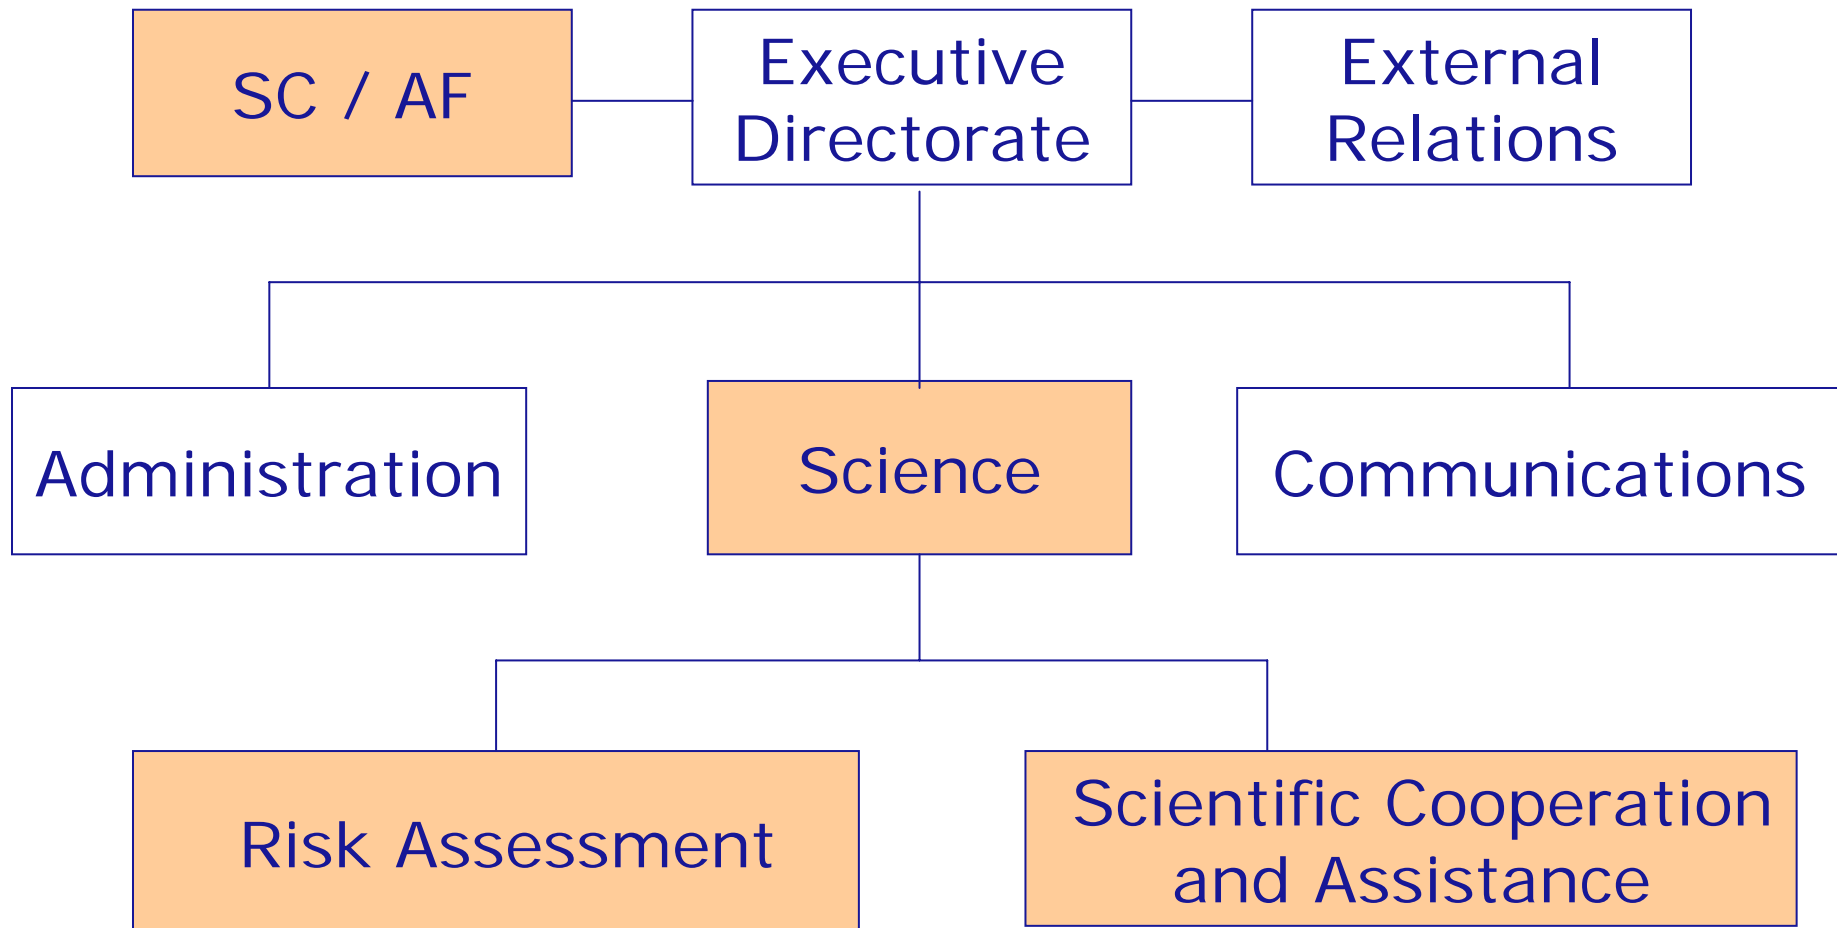 SC / AF
Executive
Directorate
External
Relations
Administration
Science
Communications
Risk Assessment
Scientific Cooperation
and Assistance